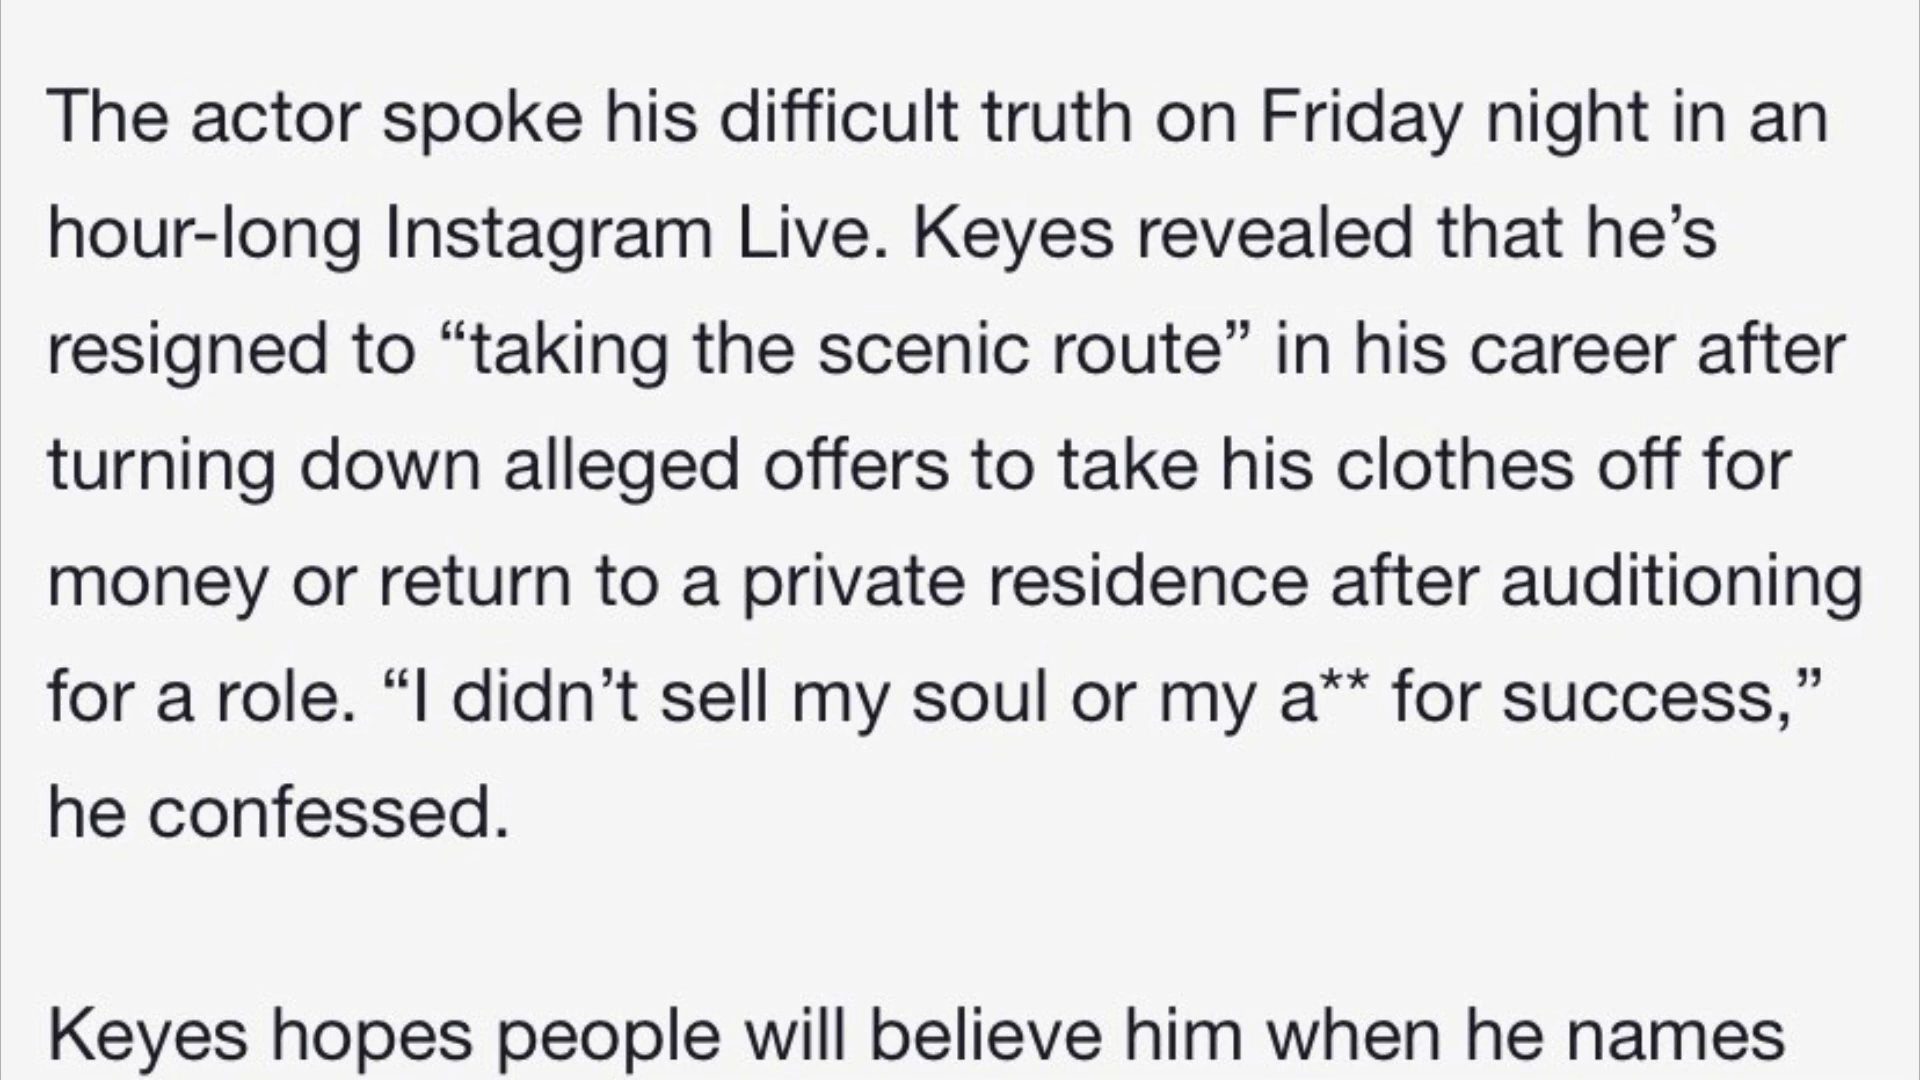 The actor spoke his difficult truth on Friday night in an
hour-long Instagram Live. Keyes revealed that he’s
resigned to “taking the scenic route” in his career after
turning down alleged offers to take his clothes off for
money or return to a private residence after auditioning
for a role. “I didn’t sell my soul or my a** for success,”
he confessed.
Keyes hopes people will believe him when he names